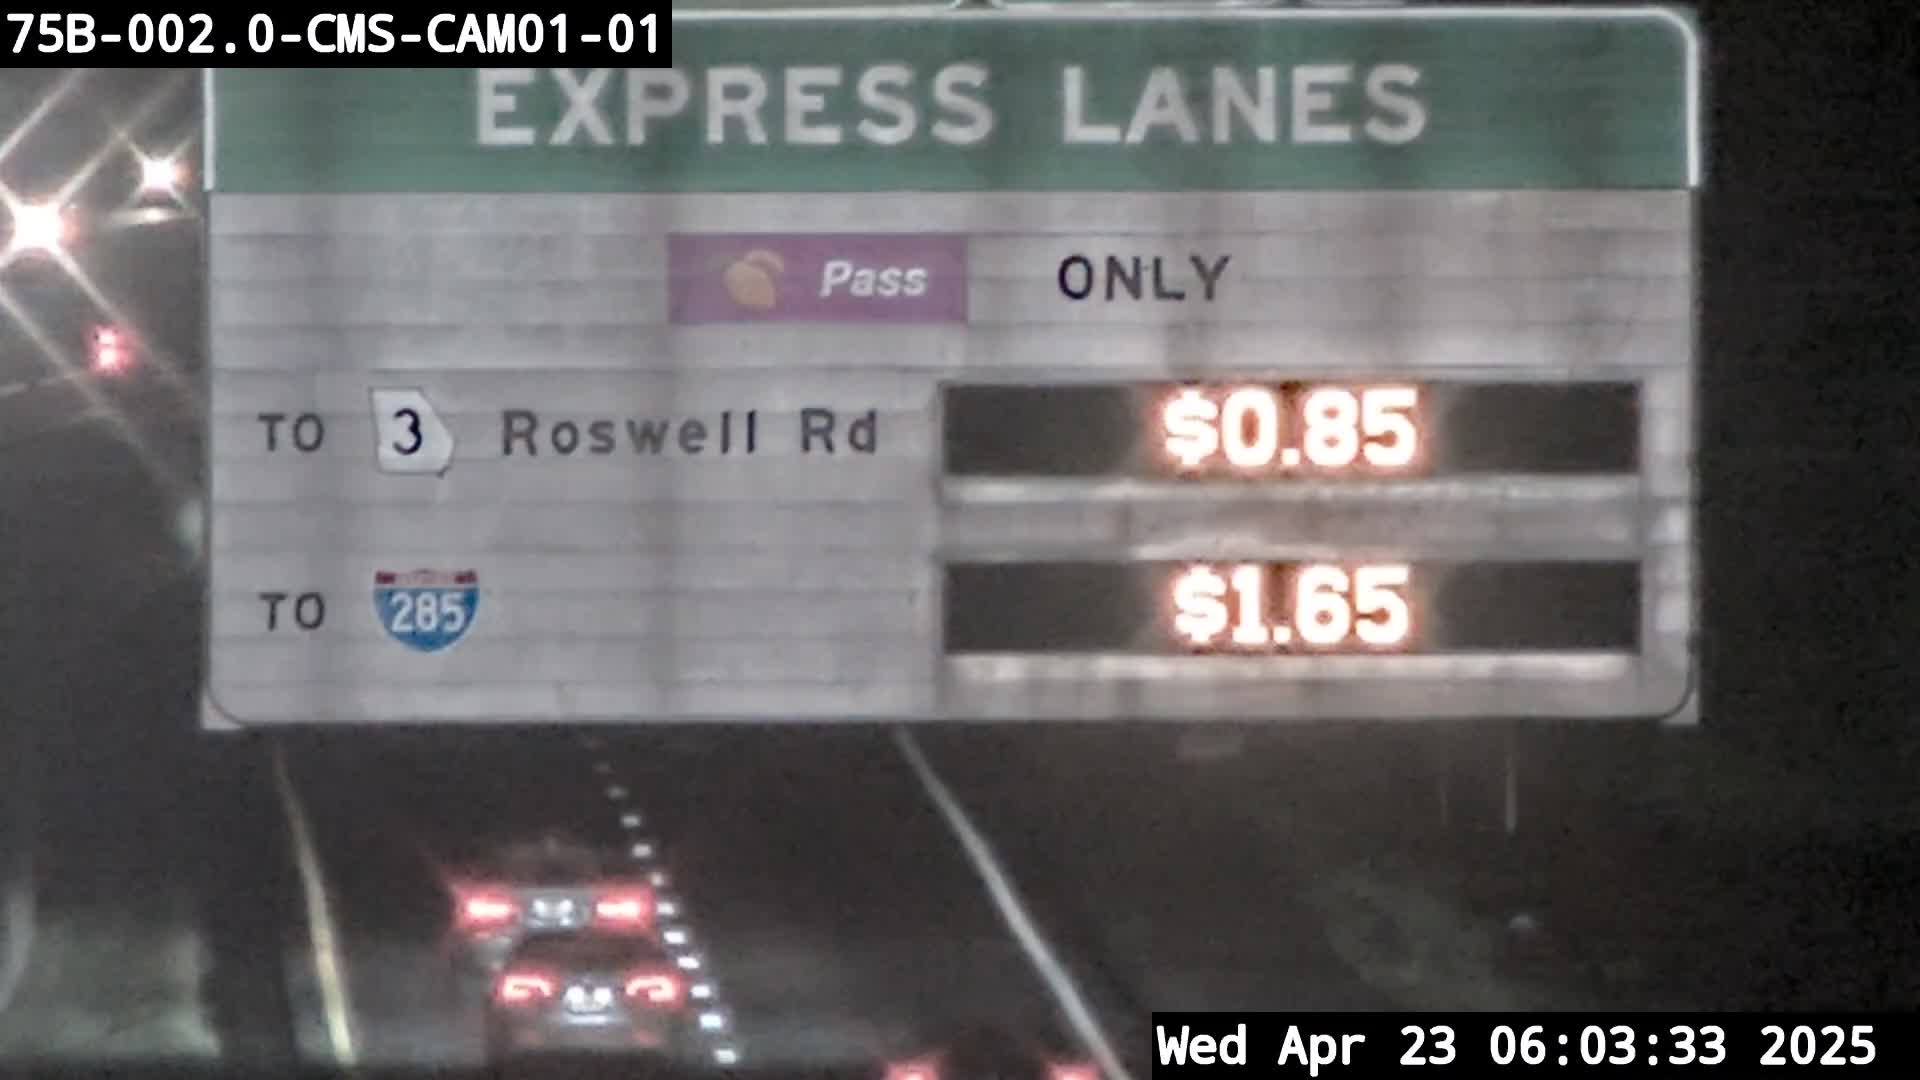 75B-002.0-CMS-CAM01-01
EXPRESS LANES
Pass ONLY
TO 3 Roswell Rd $0.85
TO 285 $1.65
Wed Apr 23 06:03:33 2025